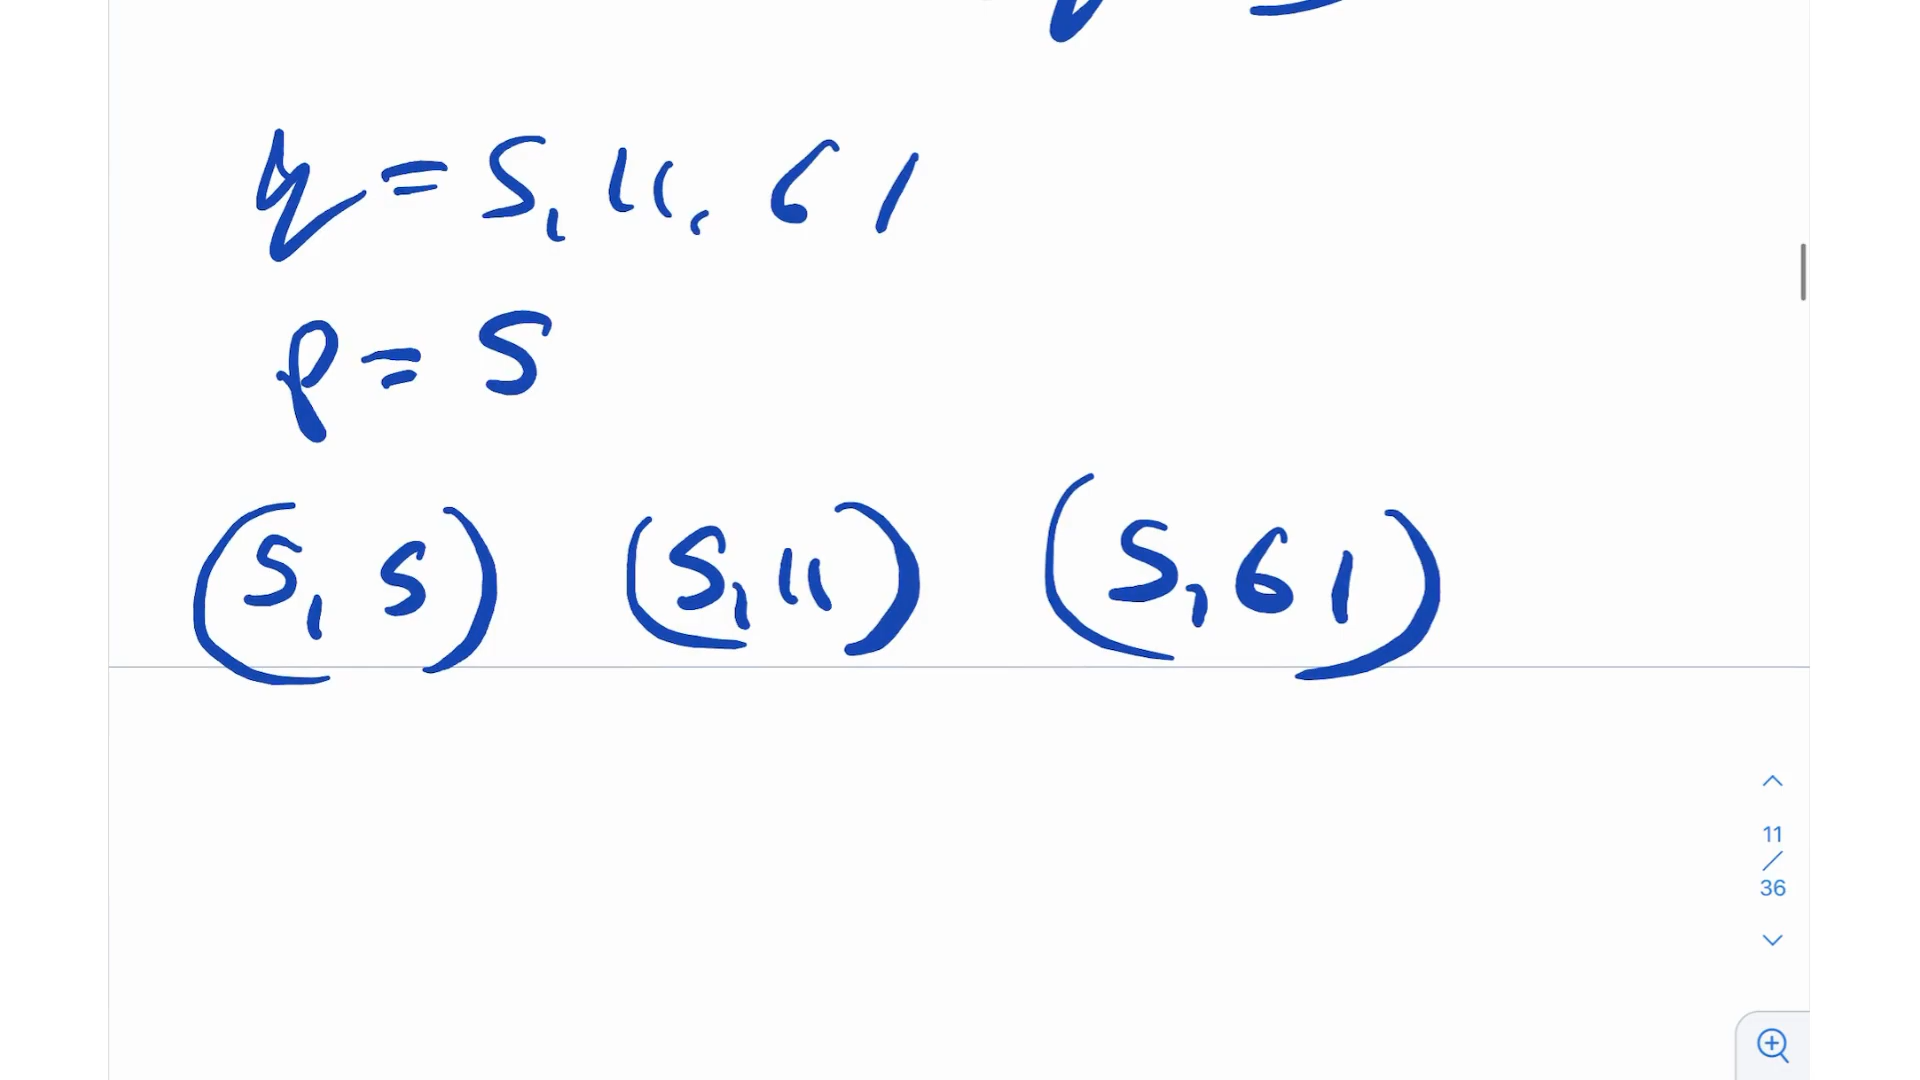 q = 5, 11, 61
p = 5
(5, 5) (5, 11) (5, 61)
11
/
36